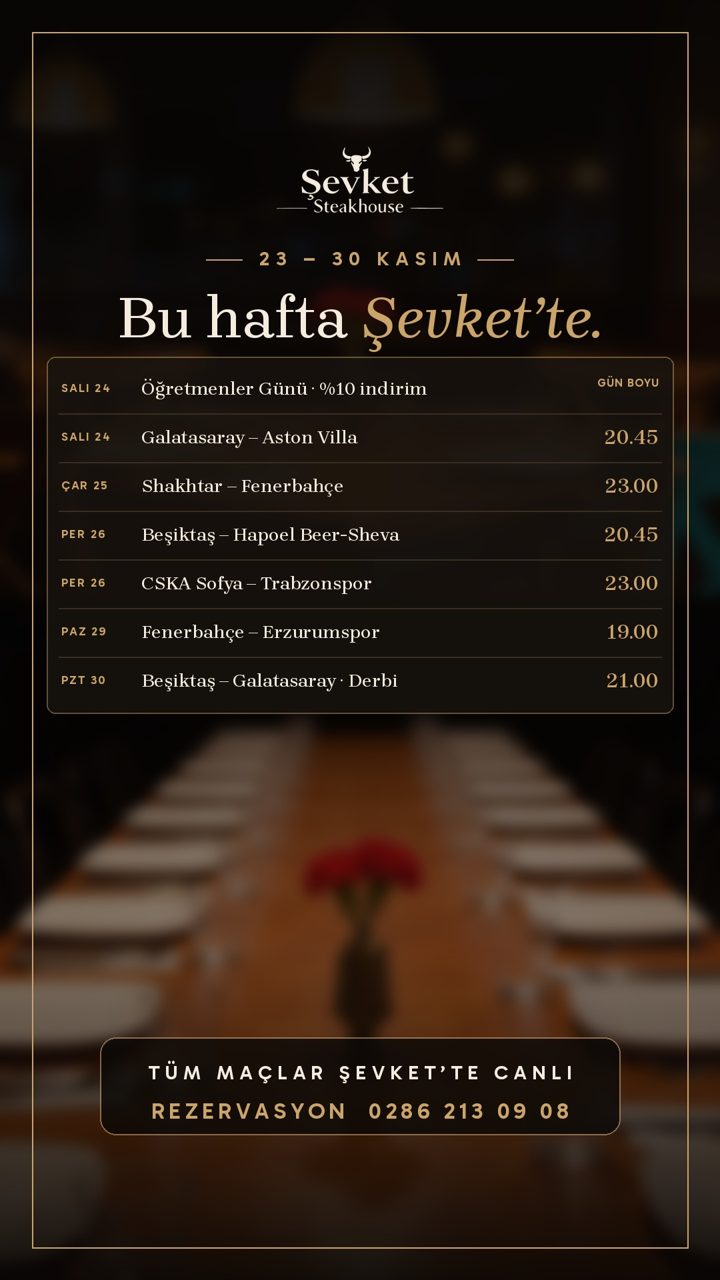 Şevket
Steakhouse
23 – 30 KASIM
Bu hafta Şevket’te.
SALI 24 Öğretmenler Günü · %10 indirim GÜN BOYU
SALI 24 Galatasaray – Aston Villa 20.45
ÇAR 25 Shakhtar – Fenerbahçe 23.00
PER 26 Beşiktaş – Hapoel Beer-Sheva 20.45
PER 26 CSKA Sofya – Trabzonspor 23.00
PAZ 29 Fenerbahçe – Erzurumspor 19.00
PZT 30 Beşiktaş – Galatasaray · Derbi 21.00
TÜM MAÇLAR ŞEVKET’TE CANLI
REZERVASYON 0286 213 09 08